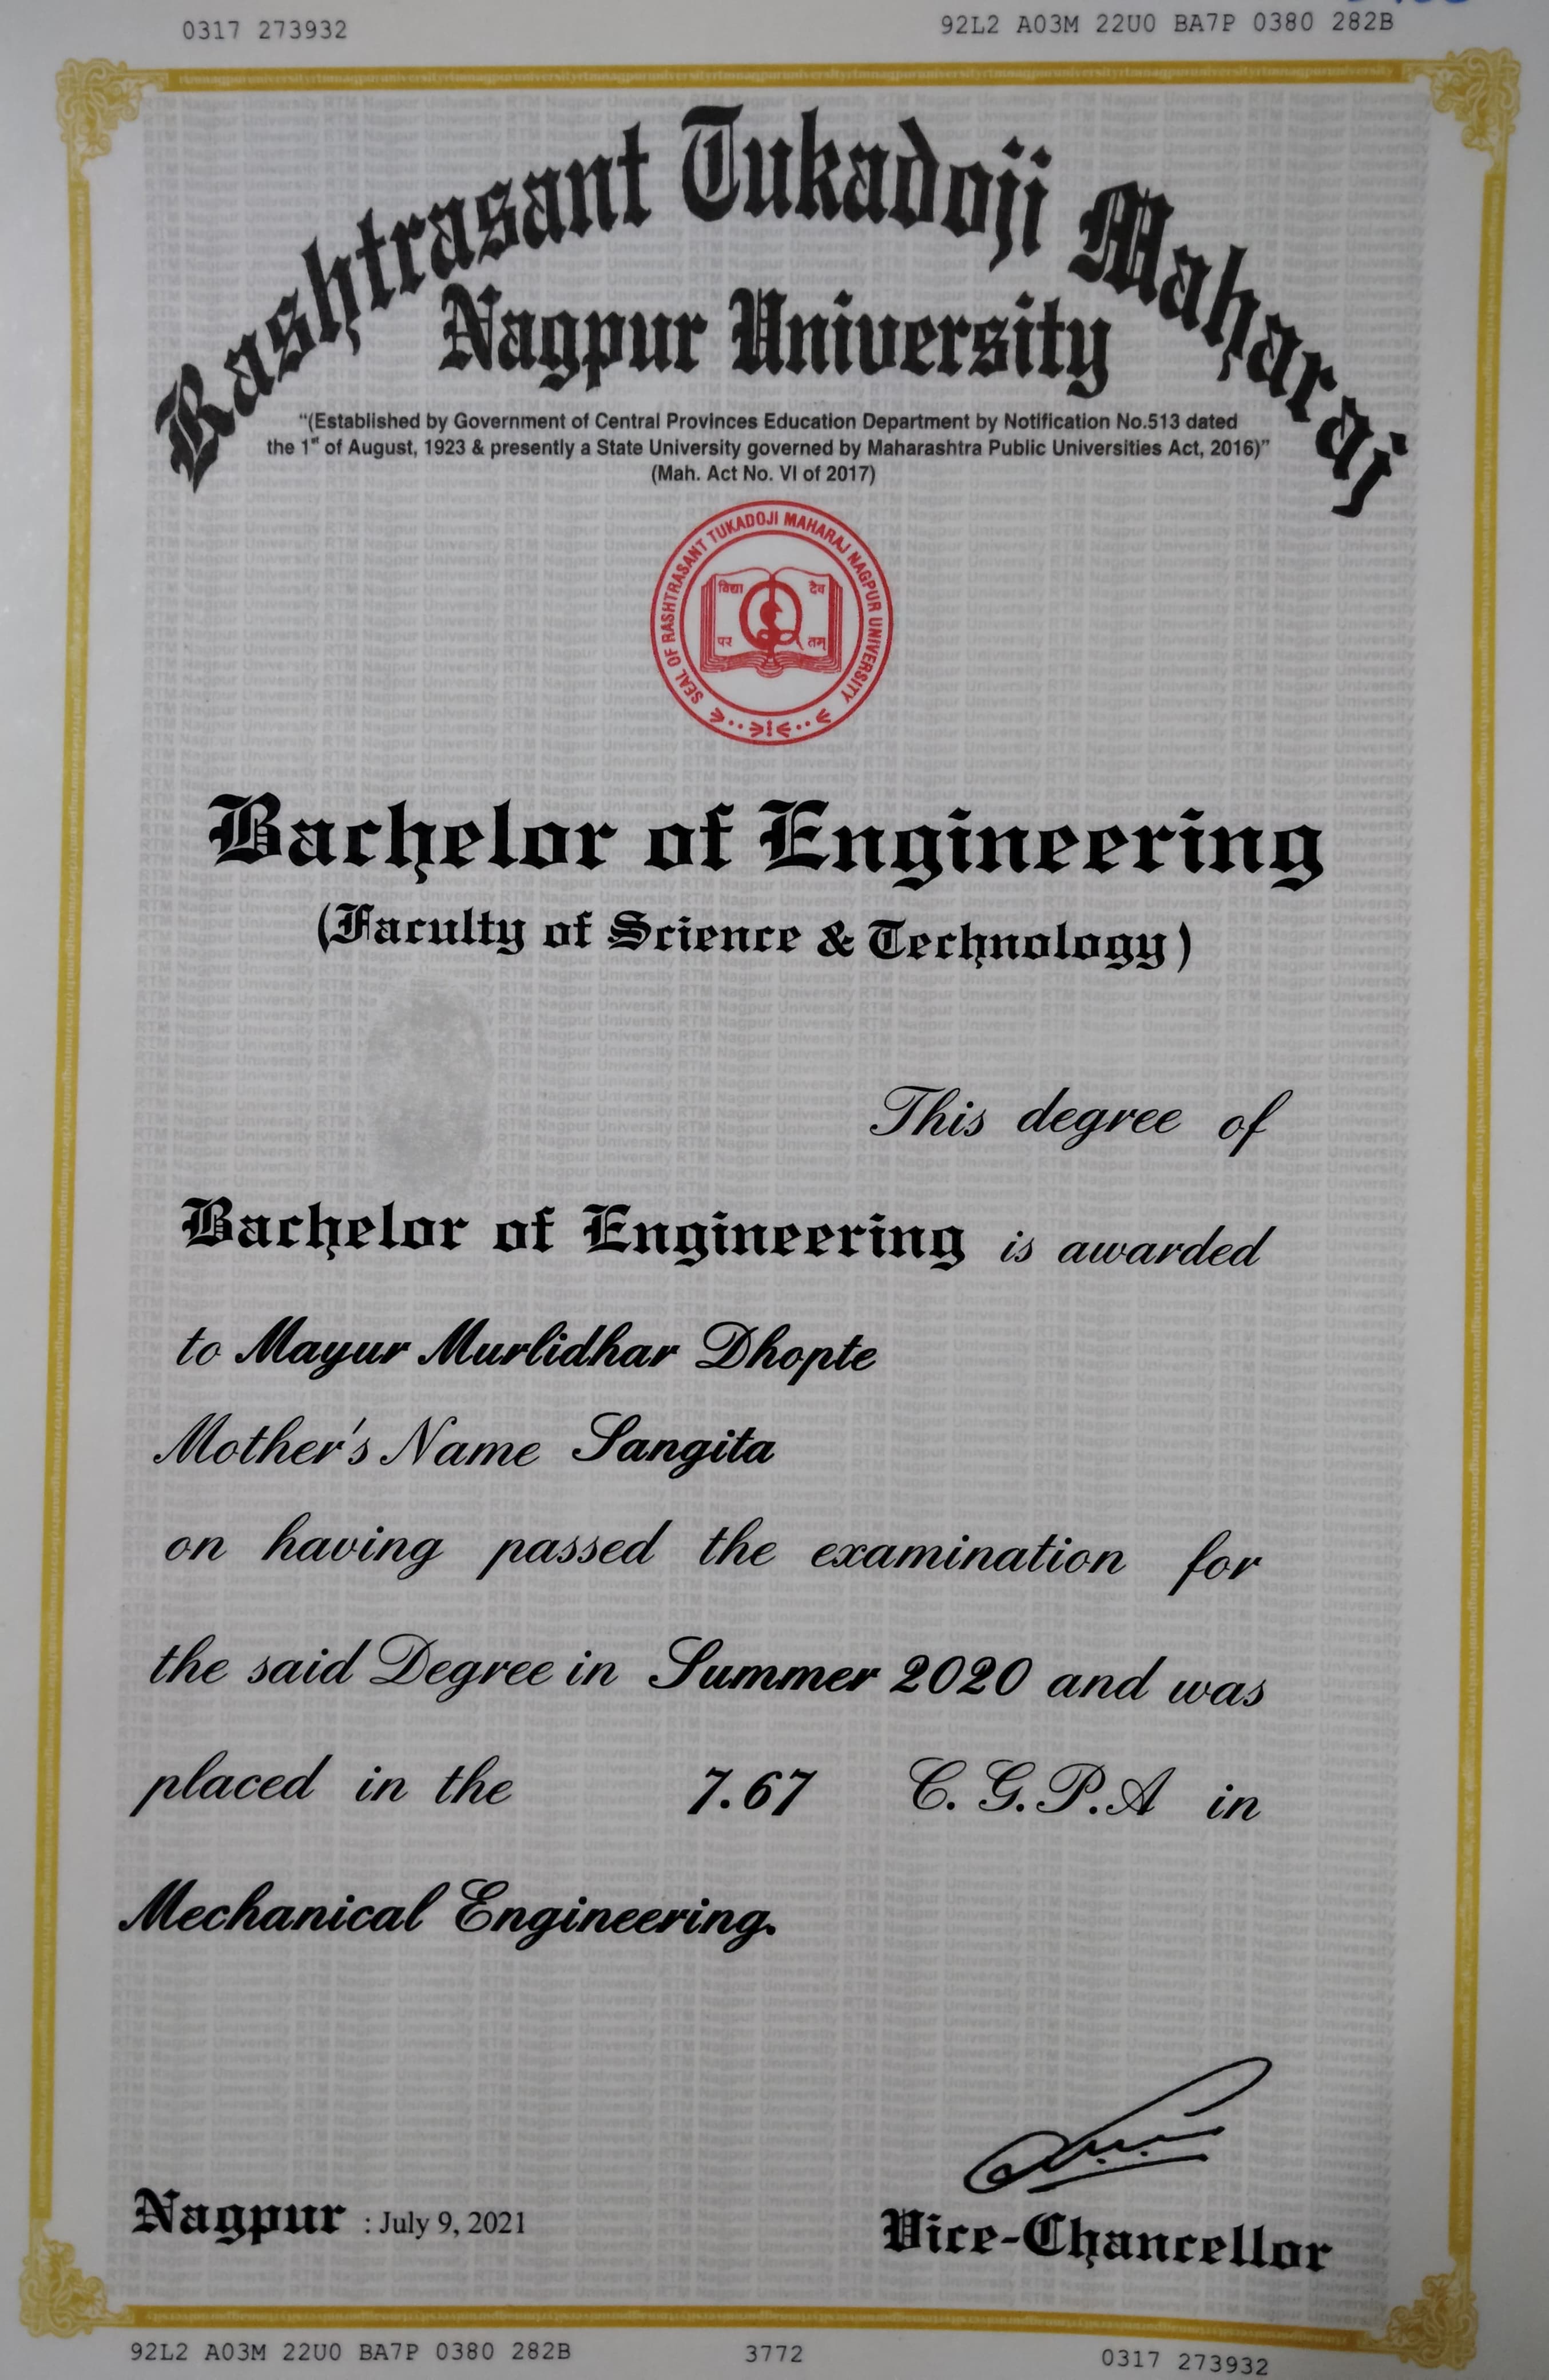 0317 273932
92L2 A03M 22U0 BA7P 0380 282B
Rashtrasant Tukadoji Maharaj
Nagpur University
“(Established by Government of Central Provinces Education Department by Notification No.513 dated
the 1st of August, 1923 & presently a State University governed by Maharashtra Public Universities Act, 2016)”
(Mah. Act No. VI of 2017)
SEAL OF RASHTRASANT TUKADOJI MAHARAJ NAGPUR UNIVERSITY
विद्या दैव
पर तम्
Bachelor of Engineering
(Faculty of Science & Technology)
This degree of
Bachelor of Engineering is awarded
to Mayur Murlidhar Dhopte
Mother's Name Sangita
on having passed the examination for
the said Degree in Summer 2020 and was
placed in the 7.67 C.G.P.A in
Mechanical Engineering.
Nagpur : July 9, 2021
Vice-Chancellor
92L2 A03M 22U0 BA7P 0380 282B
3772
0317 273932